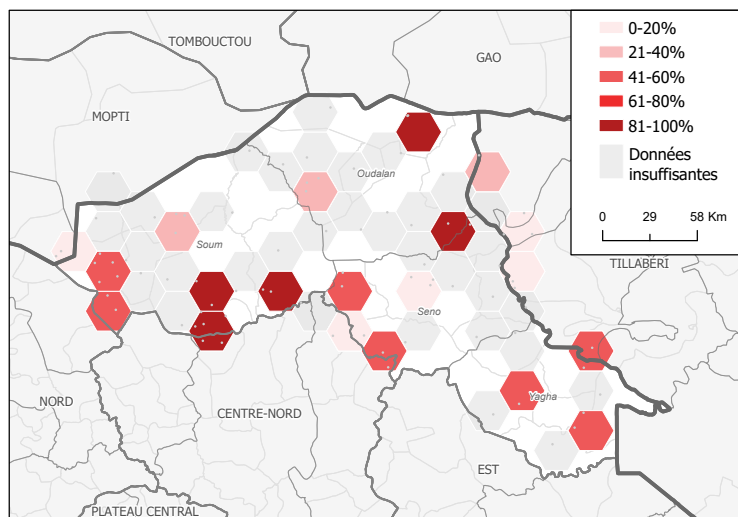 TOMBOUCTOU
GAO
MOPTI
Oudalan
Soum
Seno
TILLABÉRI
Yagha
NORD
CENTRE-NORD
EST
PLATEAU CENTRAL
0-20%
21-40%
41-60%
61-80%
81-100%
Données
insuffisantes
0 29 58 Km